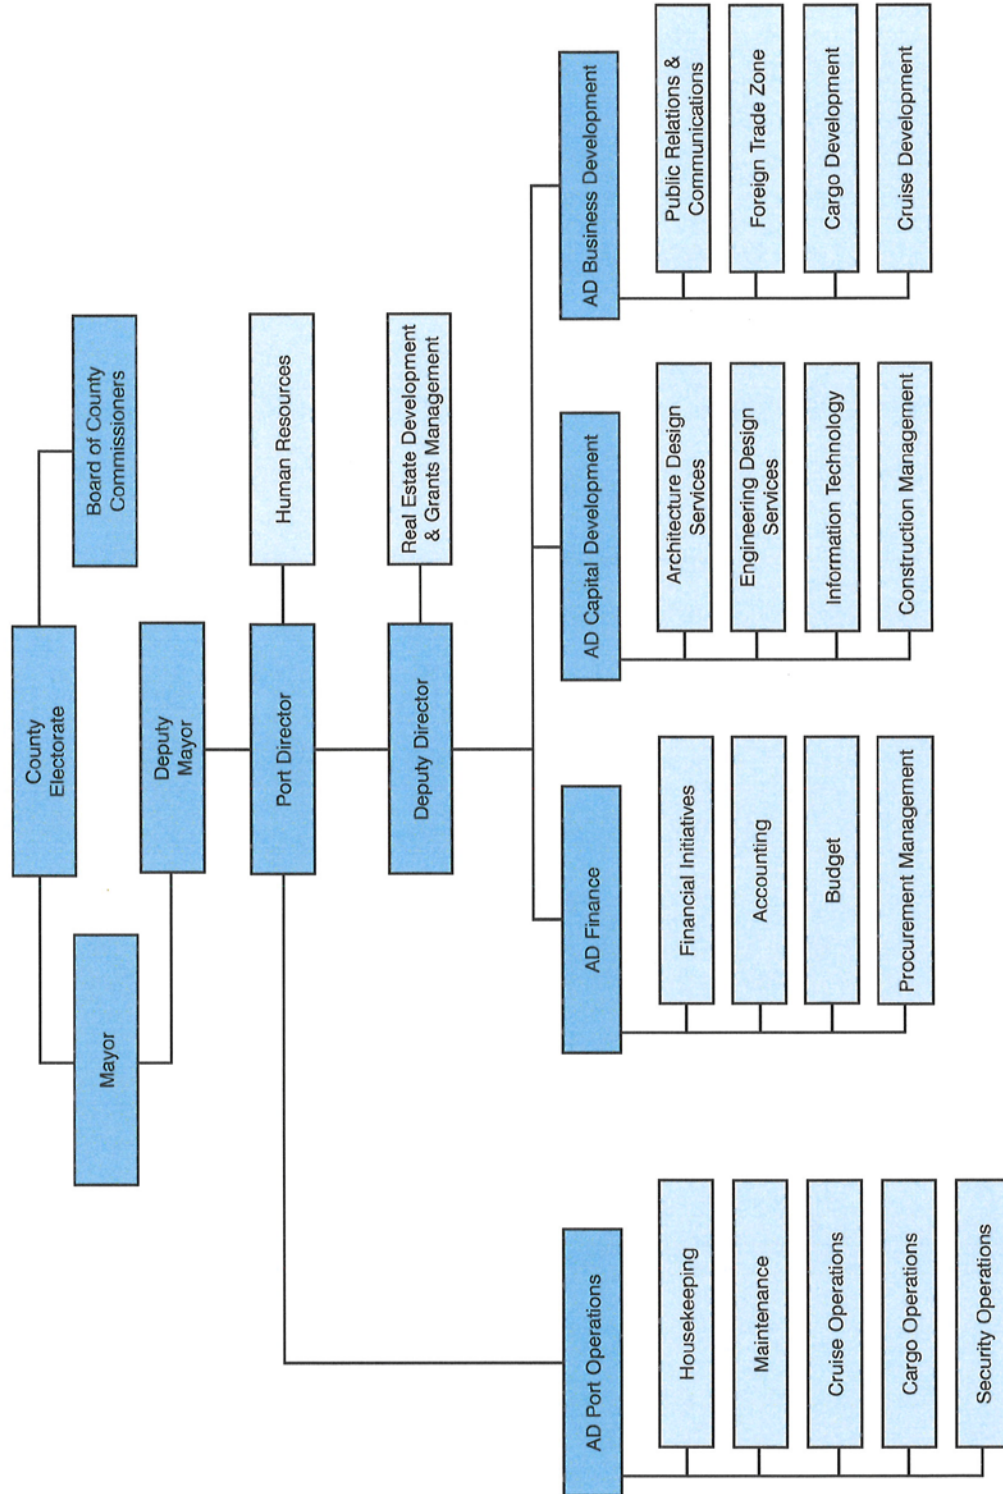 County
Electorate
Board of County
Commissioners
Mayor
Deputy
Mayor
Port Director
Human Resources
Deputy Director
Real Estate Development
& Grants Management
AD Port Operations
Housekeeping
Maintenance
Cruise Operations
Cargo Operations
Security Operations
AD Finance
Financial Initiatives
Accounting
Budget
Procurement Management
AD Capital Development
Architecture Design
Services
Engineering Design
Services
Information Technology
Construction Management
AD Business Development
Public Relations &
Communications
Foreign Trade Zone
Cargo Development
Cruise Development